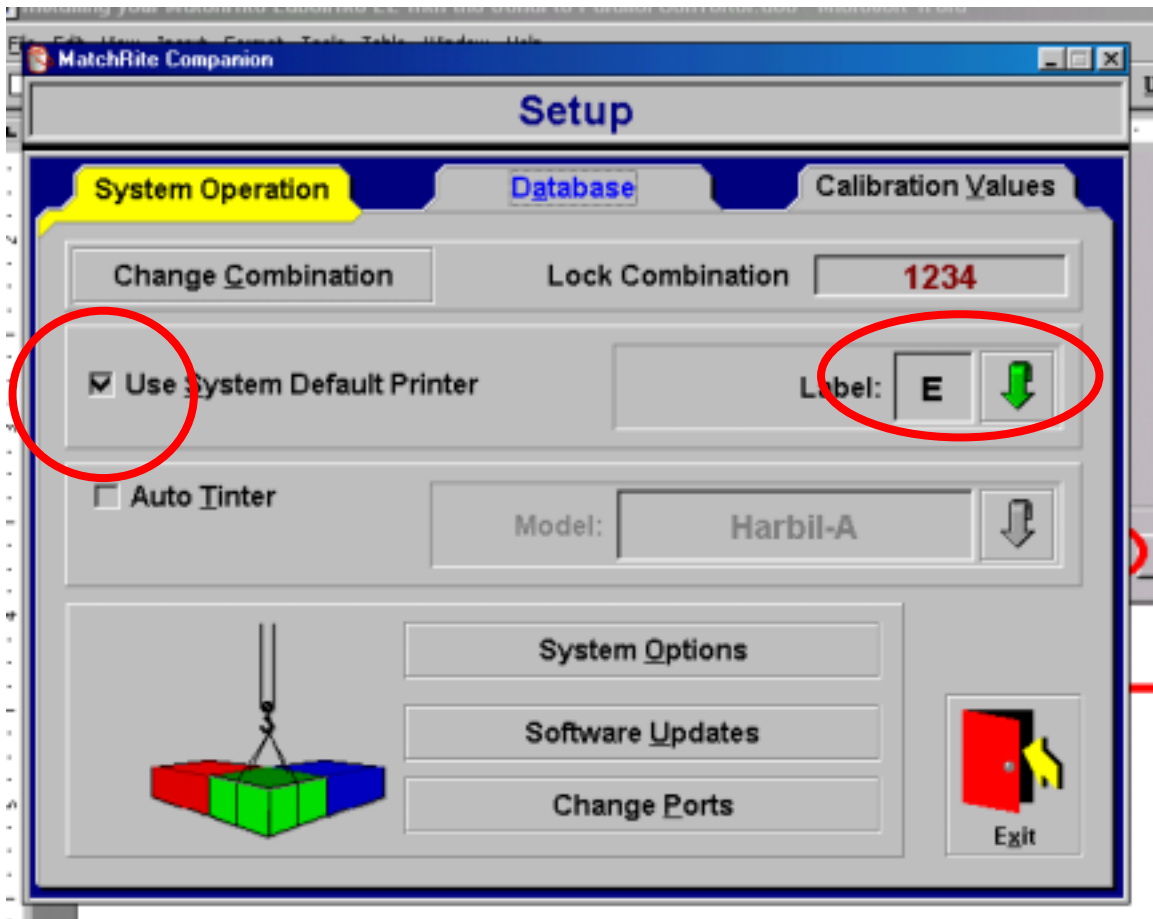 MatchRite Companion
Setup
System Operation
Database
Calibration Values
Change Combination
Lock Combination
1234
Use System Default Printer
Label:
E
Auto Tinter
Model:
Harbil-A
System Options
Software Updates
Change Ports
Exit